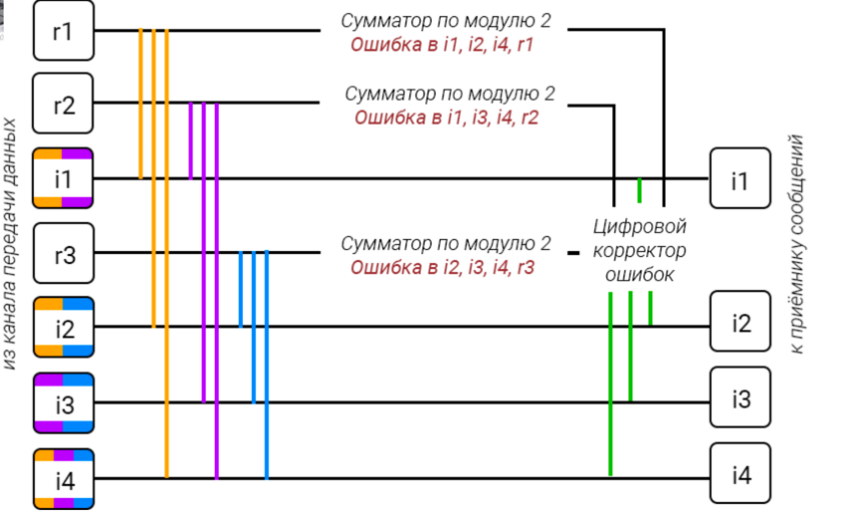 r1
Сумматор по модулю 2
Ошибка в i1, i2, i4, r1
r2
Сумматор по модулю 2
Ошибка в i1, i3, i4, r2
из канала передачи данных
i1
i1
к приёмнику сообщений
r3
Сумматор по модулю 2
Ошибка в i2, i3, i4, r3
Цифровой
корректор
ошибок
i2
i2
i3
i3
i4
i4